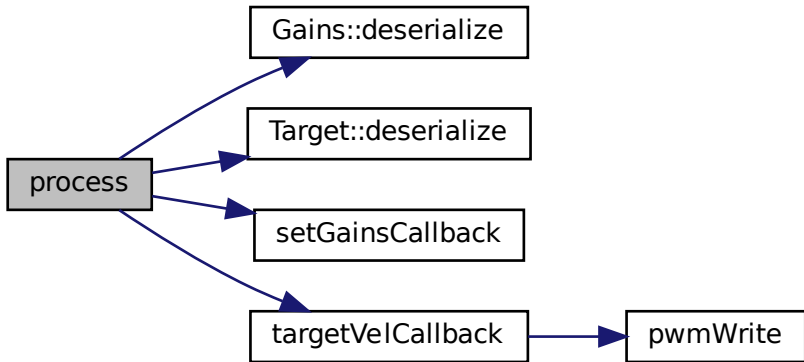 Gains::deserialize
Target::deserialize
process
setGainsCallback
targetVelCallback
pwmWrite